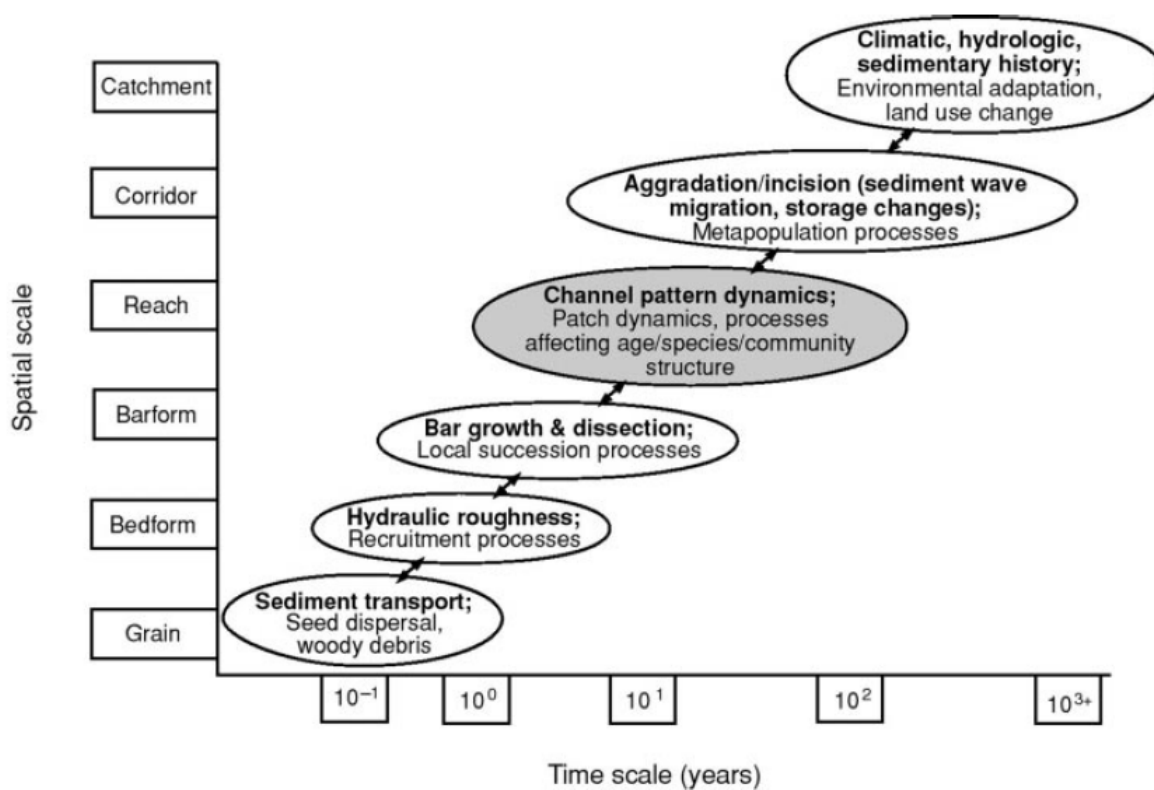 Climatic, hydrologic,
sedimentary history;
Environmental adaptation,
land use change
Catchment
Aggradation/incision (sediment wave
migration, storage changes);
Metapopulation processes
Corridor
Channel pattern dynamics;
Patch dynamics, processes
affecting age/species/community
structure
Reach
Spatial scale
Bar growth & dissection;
Local succession processes
Barform
Hydraulic roughness;
Recruitment processes
Bedform
Sediment transport;
Seed dispersal,
woody debris
Grain
10⁻¹ 10⁰ 10¹ 10² 10³⁺
Time scale (years)